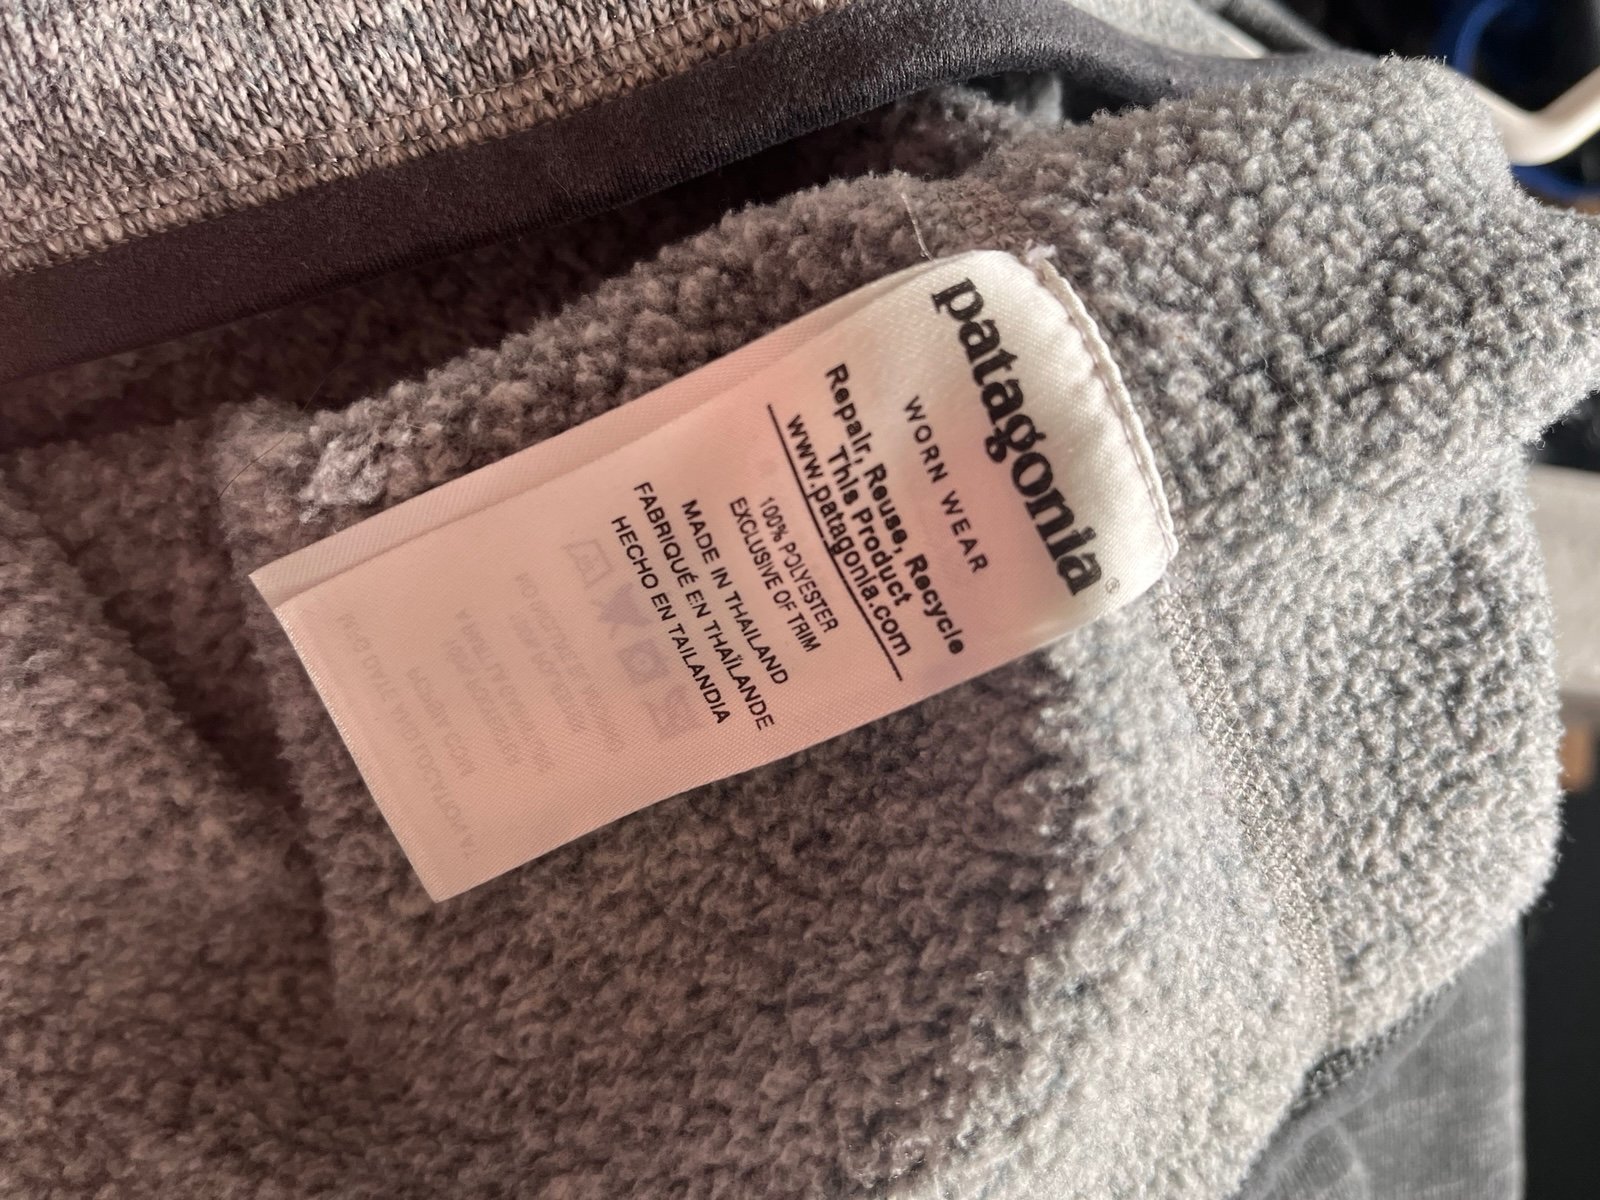 patagonia®
WORN WEAR
Repair, Reuse, Recycle
This Product
www.patagonia.com
100% POLYESTER
EXCLUSIVE OF TRIM
MADE IN THAILAND
FABRIQUÉ EN THAÏLANDE
HECHO EN TAILANDIA